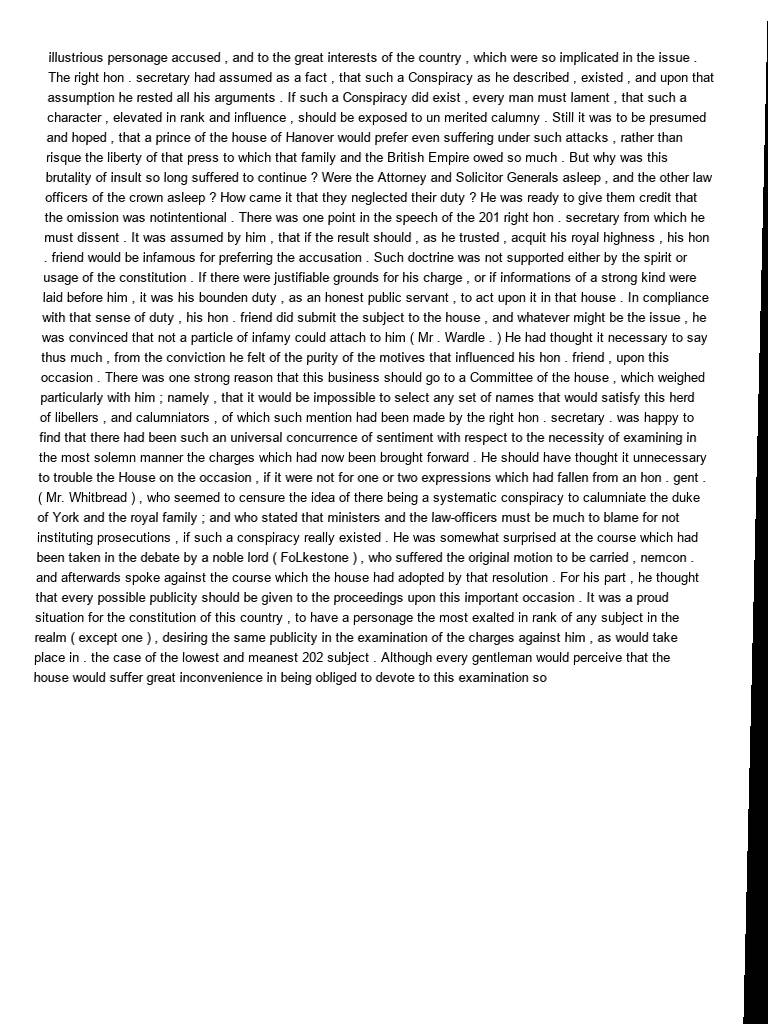 illustrious personage accused , and to the great interests of the country , which were so implicated in the issue .
The right hon . secretary had assumed as a fact , that such a Conspiracy as he described , existed , and upon that
assumption he rested all his arguments . If such a Conspiracy did exist , every man must lament , that such a
character , elevated in rank and influence , should be exposed to un merited calumny . Still it was to be presumed
and hoped , that a prince of the house of Hanover would prefer even suffering under such attacks , rather than
risque the liberty of that press to which that family and the British Empire owed so much . But why was this
brutality of insult so long suffered to continue ? Were the Attorney and Solicitor Generals asleep , and the other law
officers of the crown asleep ? How came it that they neglected their duty ? He was ready to give them credit that
the omission was notintentional . There was one point in the speech of the 201 right hon . secretary from which he
must dissent . It was assumed by him , that if the result should , as he trusted , acquit his royal highness , his hon
. friend would be infamous for preferring the accusation . Such doctrine was not supported either by the spirit or
usage of the constitution . If there were justifiable grounds for his charge , or if informations of a strong kind were
laid before him , it was his bounden duty , as an honest public servant , to act upon it in that house . In compliance
with that sense of duty , his hon . friend did submit the subject to the house , and whatever might be the issue , he
was convinced that not a particle of infamy could attach to him ( Mr . Wardle . ) He had thought it necessary to say
thus much , from the conviction he felt of the purity of the motives that influenced his hon . friend , upon this
occasion . There was one strong reason that this business should go to a Committee of the house , which weighed
particularly with him ; namely , that it would be impossible to select any set of names that would satisfy this herd
of libellers , and calumniators , of which such mention had been made by the right hon . secretary . was happy to
find that there had been such an universal concurrence of sentiment with respect to the necessity of examining in
the most solemn manner the charges which had now been brought forward . He should have thought it unnecessary
to trouble the House on the occasion , if it were not for one or two expressions which had fallen from an hon . gent .
( Mr. Whitbread ) , who seemed to censure the idea of there being a systematic conspiracy to calumniate the duke
of York and the royal family ; and who stated that ministers and the law-officers must be much to blame for not
instituting prosecutions , if such a conspiracy really existed . He was somewhat surprised at the course which had
been taken in the debate by a noble lord ( FoLkestone ) , who suffered the original motion to be carried , nemcon .
and afterwards spoke against the course which the house had adopted by that resolution . For his part , he thought
that every possible publicity should be given to the proceedings upon this important occasion . It was a proud
situation for the constitution of this country , to have a personage the most exalted in rank of any subject in the
realm ( except one ) , desiring the same publicity in the examination of the charges against him , as would take
place in . the case of the lowest and meanest 202 subject . Although every gentleman would perceive that the
house would suffer great inconvenience in being obliged to devote to this examination so